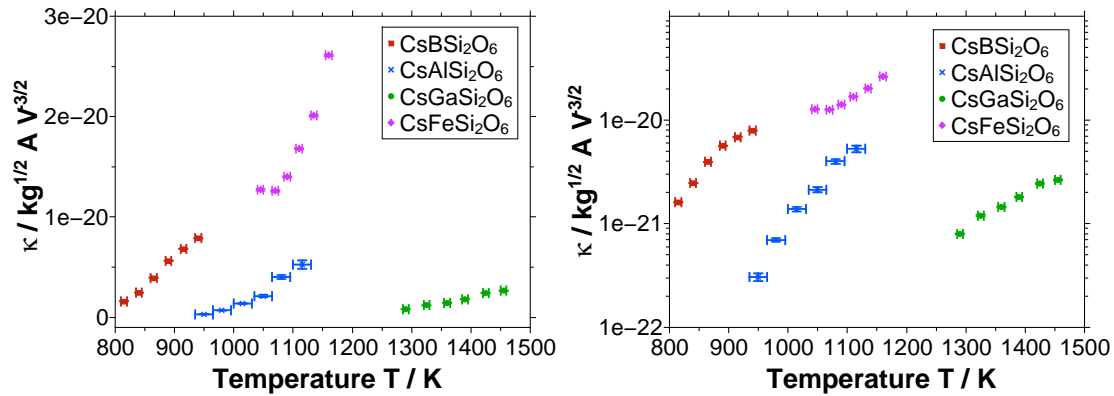 κ / kg1/2 A V-3/2
3e−20
2e−20
1e−20
0
CsBSi2O6
CsAlSi2O6
CsGaSi2O6
CsFeSi2O6
800 900 1000 1100 1200 1300 1400 1500
Temperature T / K
κ / kg1/2 A V-3/2
1e−20
1e−21
1e−22
CsBSi2O6
CsAlSi2O6
CsGaSi2O6
CsFeSi2O6
800 900 1000 1100 1200 1300 1400 1500
Temperature T / K